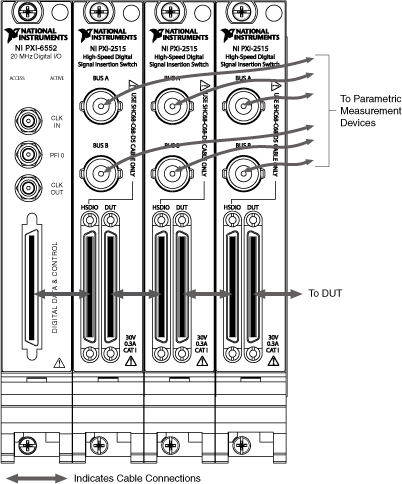 NATIONAL INSTRUMENTS
NI PXI-6552
20 MHz Digital I/O
ACCESS ACTIVE
CLK IN
PFI 0
CLK OUT
DIGITAL DATA & CONTROL
NATIONAL INSTRUMENTS
NI PXI-2515
High-Speed Digital
Signal Insertion Switch
BUS A
BUS B
USE SHC68-C68-D5 CABLE ONLY
HSDIO DUT
30V
0.3A
CAT I
NATIONAL INSTRUMENTS
NI PXI-2515
High-Speed Digital
Signal Insertion Switch
BUS A
BUS B
USE SHC68-C68-D5 CABLE ONLY
HSDIO DUT
30V
0.3A
CAT I
NATIONAL INSTRUMENTS
NI PXI-2515
High-Speed Digital
Signal Insertion Switch
BUS A
BUS B
USE SHC68-C68-D5 CABLE ONLY
HSDIO DUT
30V
0.3A
CAT I
To Parametric
Measurement
Devices
To DUT
Indicates Cable Connections